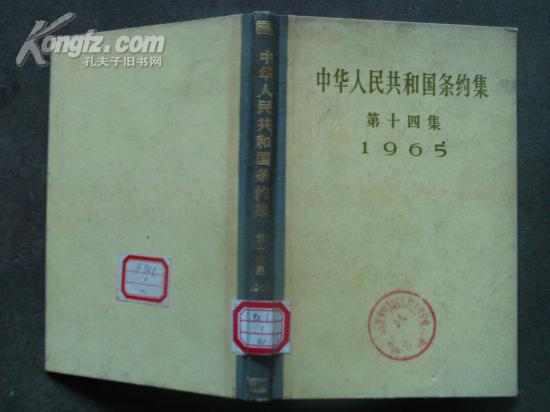 Kongfz.com
孔夫子旧书网
中华人民共和国条约集
第十四集
1965
中华人民共和国条约集